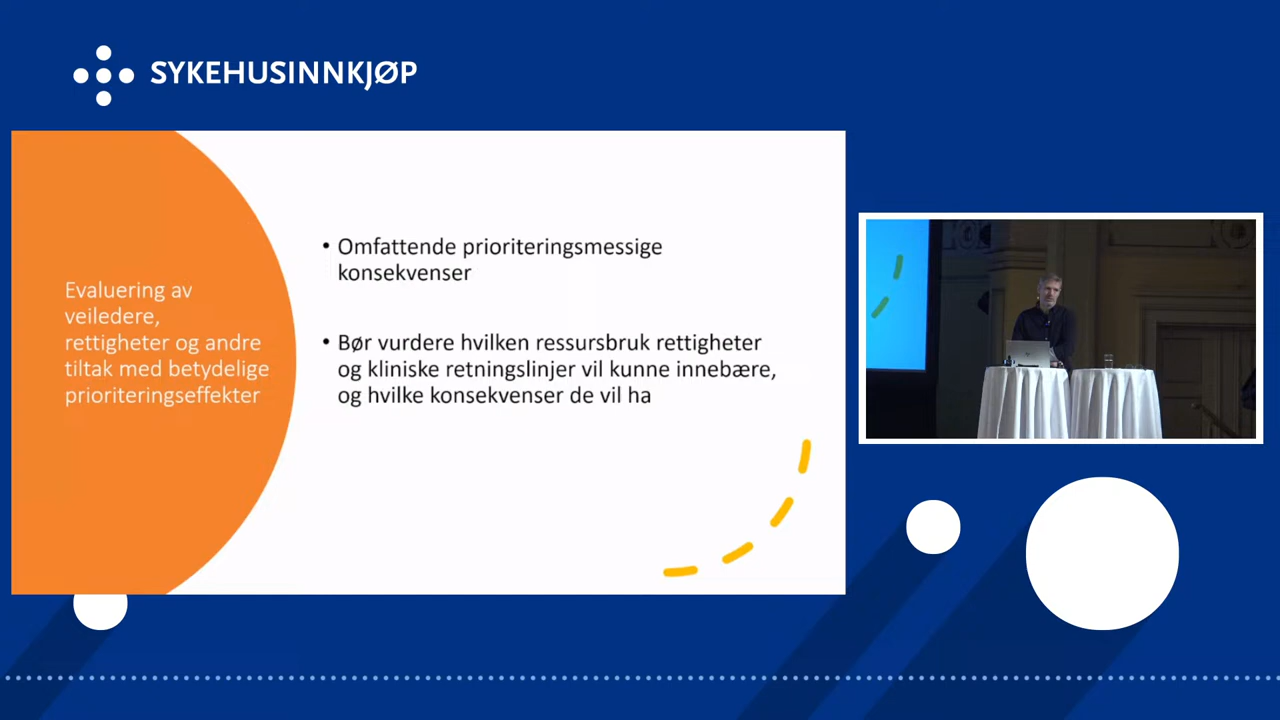 SYKEHUSINNKJØP
Evaluering av
veiledere,
rettigheter og andre
tiltak med betydelige
prioriteringseffekter
• Omfattende prioriteringsmessige
konsekvenser
• Bør vurdere hvilken ressursbruk rettigheter
og kliniske retningslinjer vil kunne innebære,
og hvilke konsekvenser de vil ha